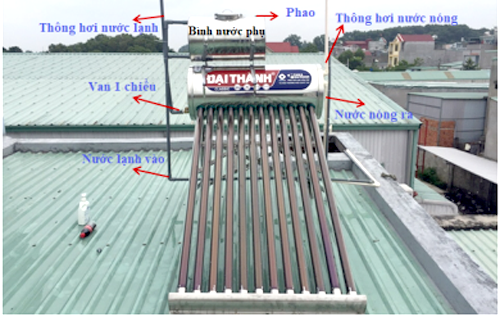 Phao
Thông hơi nước lạnh
Thông hơi nước nóng
Bình nước phụ
ĐẠI THÀNH
Van 1 chiều
Nước nóng ra
Nước lạnh vào